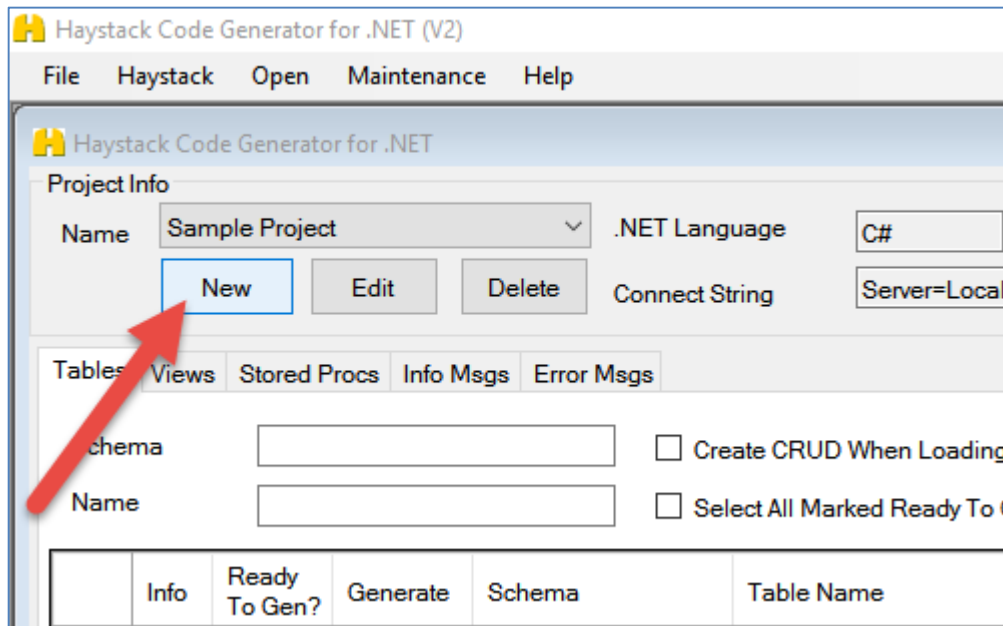 Haystack Code Generator for .NET (V2)
File Haystack Open Maintenance Help
Haystack Code Generator for .NET
Project Info
Name Sample Project .NET Language C#
New Edit Delete Connect String Server=Local
Tables Views Stored Procs Info Msgs Error Msgs
Schema Create CRUD When Loading
Name Select All Marked Ready To
Info Ready To Gen? Generate Schema Table Name